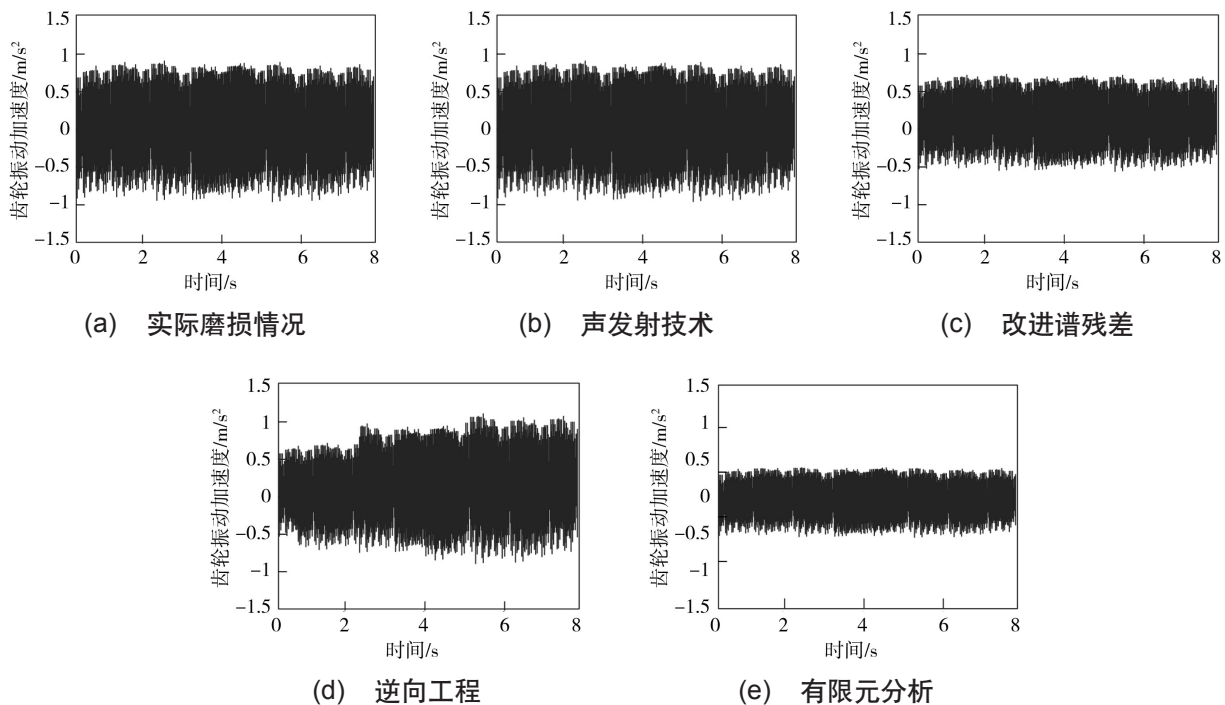 1.5
1
0.5
0
−0.5
−1
−1.5
齿轮振动加速度/m/s²
0 2 4 6 8
时间/s
(a) 实际磨损情况
1.5
1
0.5
0
−0.5
−1
−1.5
齿轮振动加速度/m/s²
0 2 4 6 8
时间/s
(b) 声发射技术
1.5
1
0.5
0
−0.5
−1
−1.5
齿轮振动加速度/m/s²
0 2 4 6 8
时间/s
(c) 改进谱残差
1.5
1
0.5
0
−0.5
−1
−1.5
齿轮振动加速度/m/s²
0 2 4 6 8
时间/s
(d) 逆向工程
1.5
1
0.5
0
−0.5
−1
−1.5
齿轮振动加速度/m/s²
0 2 4 6 8
时间/s
(e) 有限元分析